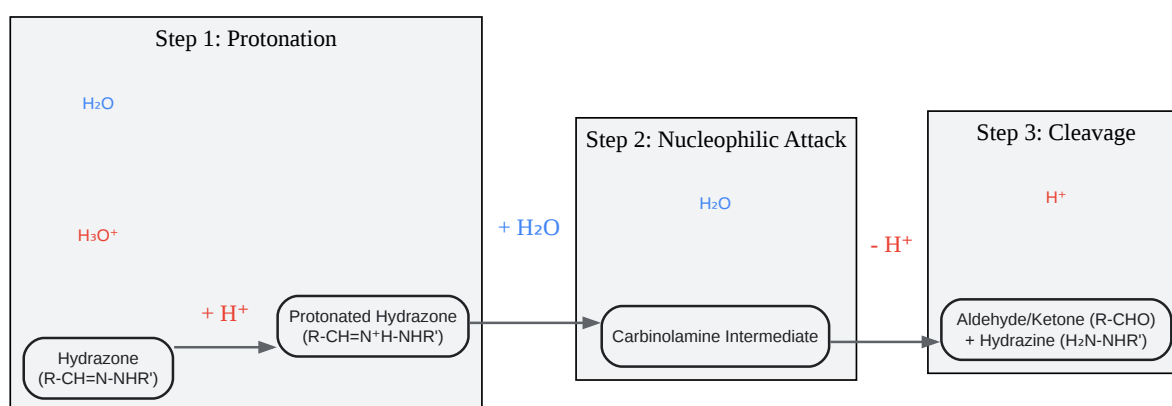 Step 1: Protonation
H₂O
H₃O⁺
+ H⁺
Hydrazone
(R-CH=N-NHR')
Protonated Hydrazone
(R-CH=N⁺H-NHR')
+ H₂O
Step 2: Nucleophilic Attack
H₂O
Carbinolamine Intermediate
- H⁺
Step 3: Cleavage
H⁺
Aldehyde/Ketone (R-CHO)
+ Hydrazine (H₂N-NHR')